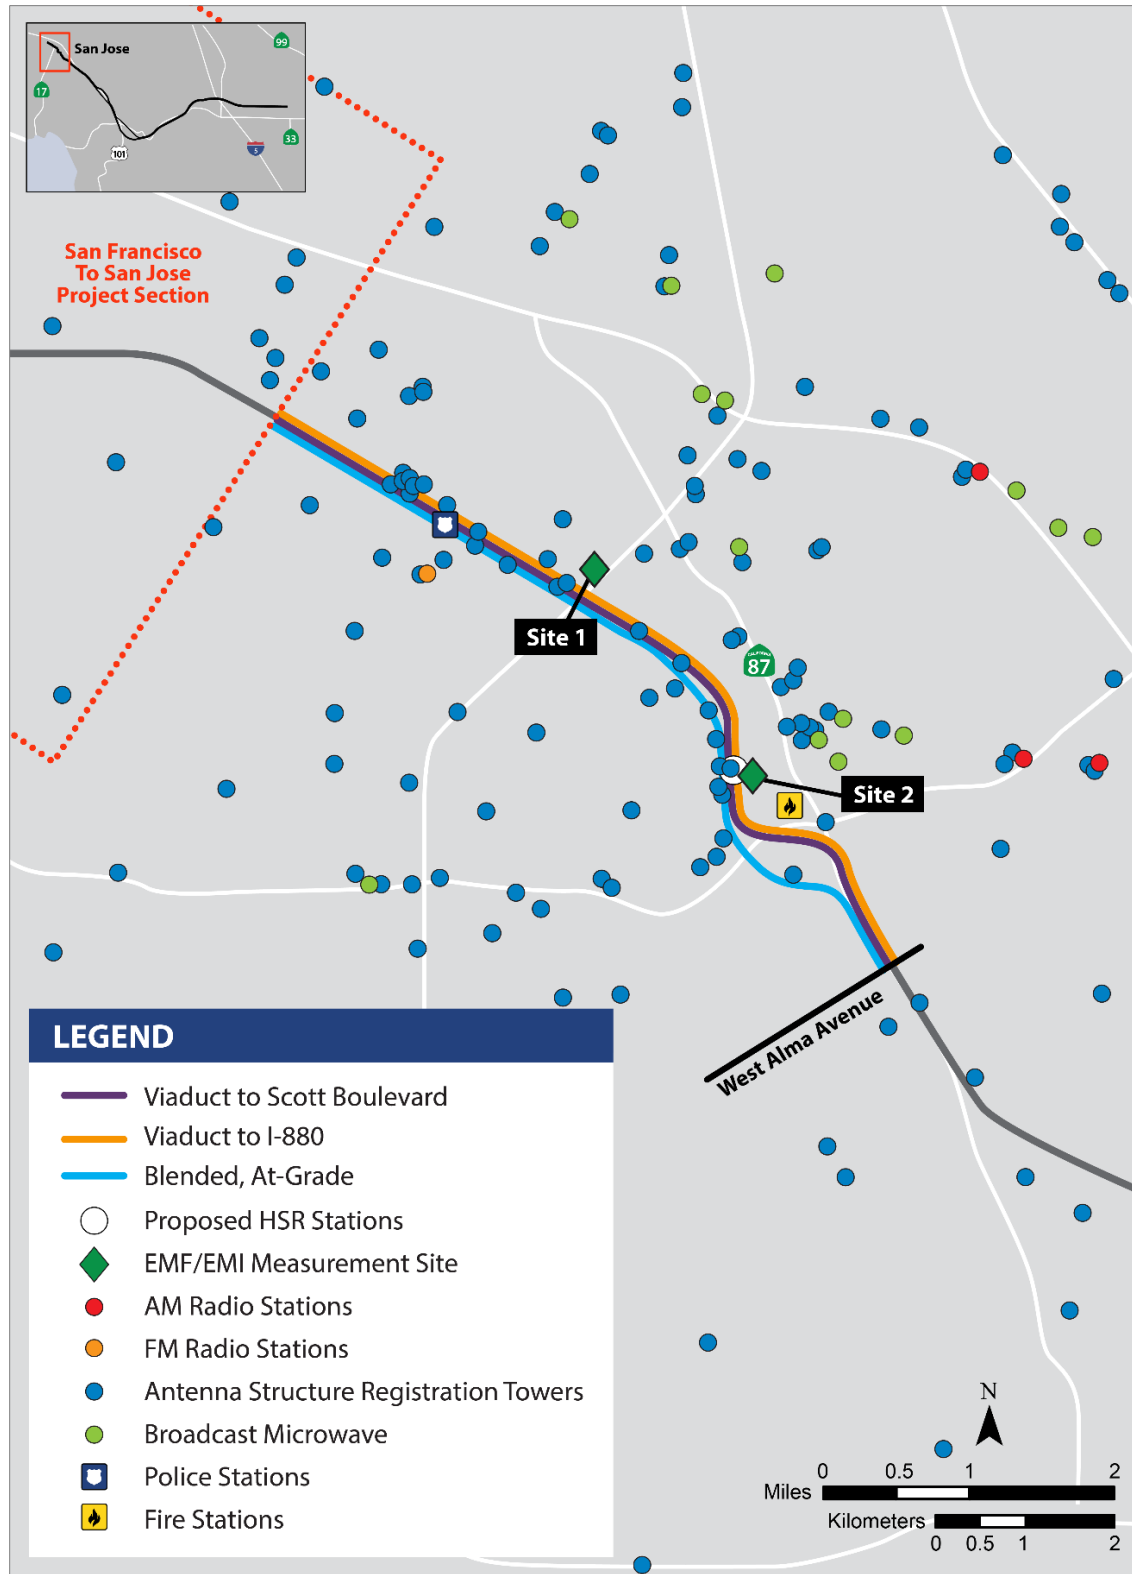 San Jose
99
17
101
5
33
San Francisco
To San Jose
Project Section
Site 1
CALIFORNIA
87
Site 2
West Alma Avenue
LEGEND
Viaduct to Scott Boulevard
Viaduct to I-880
Blended, At-Grade
Proposed HSR Stations
EMF/EMI Measurement Site
AM Radio Stations
FM Radio Stations
Antenna Structure Registration Towers
Broadcast Microwave
Police Stations
Fire Stations
N
0 0.5 1 2
Miles
Kilometers
0 0.5 1 2